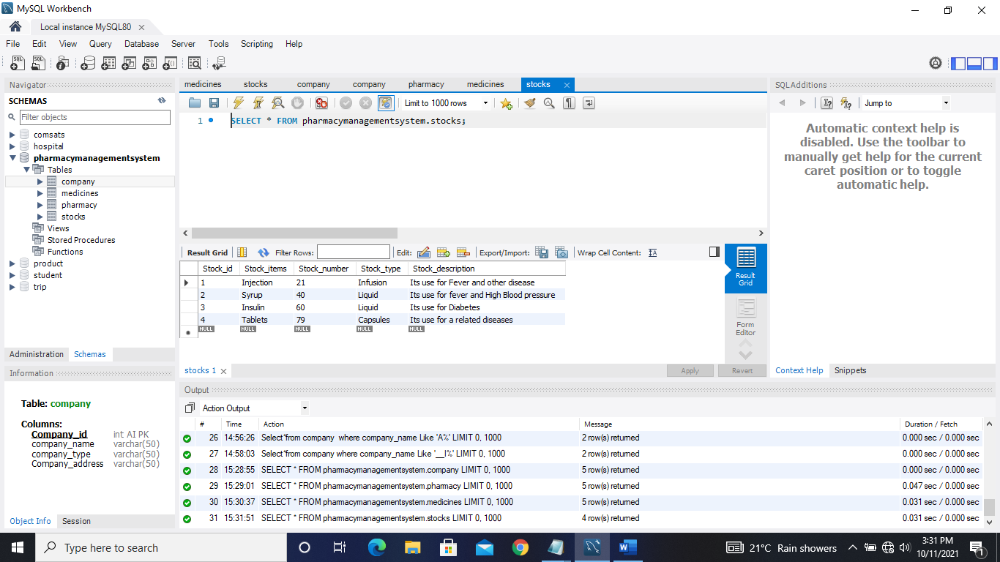 MySQL Workbench
Local instance MySQL80
File Edit View Query Database Server Tools Scripting Help
Navigator
SCHEMAS
Filter objects
comsats
hospital
pharmacymanagementsystem
Tables
company
medicines
pharmacy
stocks
Views
Stored Procedures
Functions
product
student
trip
Administration Schemas
Information
Table: company
Columns:
Company_id int AI PK
company_name varchar(50)
company_type varchar(50)
Company_address varchar(50)
Object Info Session
medicines stocks company company pharmacy medicines stocks
Limit to 1000 rows
1 SELECT * FROM pharmacymanagementsystem.stocks;
Result Grid Filter Rows: Edit: Export/Import: Wrap Cell Content:
Stock_id Stock_items Stock_number Stock_type Stock_description
1 Injection 21 Infusion Its use for Fever and other disease
2 Syrup 40 Liquid Its use for fever and High Blood pressure
3 Insulin 60 Liquid Its use for Diabetes
4 Tablets 79 Capsules Its use for a related diseases
NULL NULL NULL NULL NULL
Result
Grid
Form
Editor
stocks 1 Apply Revert
SQLAdditions
Jump to
Automatic context help is
disabled. Use the toolbar to
manually get help for the current
caret position or to toggle
automatic help.
Context Help Snippets
Output
Action Output
# Time Action Message Duration / Fetch
26 14:56:26 Select*from company where company_name Like 'A%' LIMIT 0, 1000 2 row(s) returned 0.000 sec / 0.000 sec
27 14:58:03 Select*from company where company_name Like '__I%' LIMIT 0, 1000 2 row(s) returned 0.000 sec / 0.000 sec
28 15:28:55 SELECT * FROM pharmacymanagementsystem.company LIMIT 0, 1000 5 row(s) returned 0.000 sec / 0.000 sec
29 15:29:01 SELECT * FROM pharmacymanagementsystem.phamacy LIMIT 0, 1000 5 row(s) returned 0.047 sec / 0.000 sec
30 15:30:37 SELECT * FROM pharmacymanagementsystem.medicines LIMIT 0, 1000 5 row(s) returned 0.031 sec / 0.000 sec
31 15:31:51 SELECT * FROM pharmacymanagementsystem.stocks LIMIT 0, 1000 4 row(s) returned 0.031 sec / 0.000 sec
Type here to search
21°C Rain showers
3:31 PM
10/11/2021
1